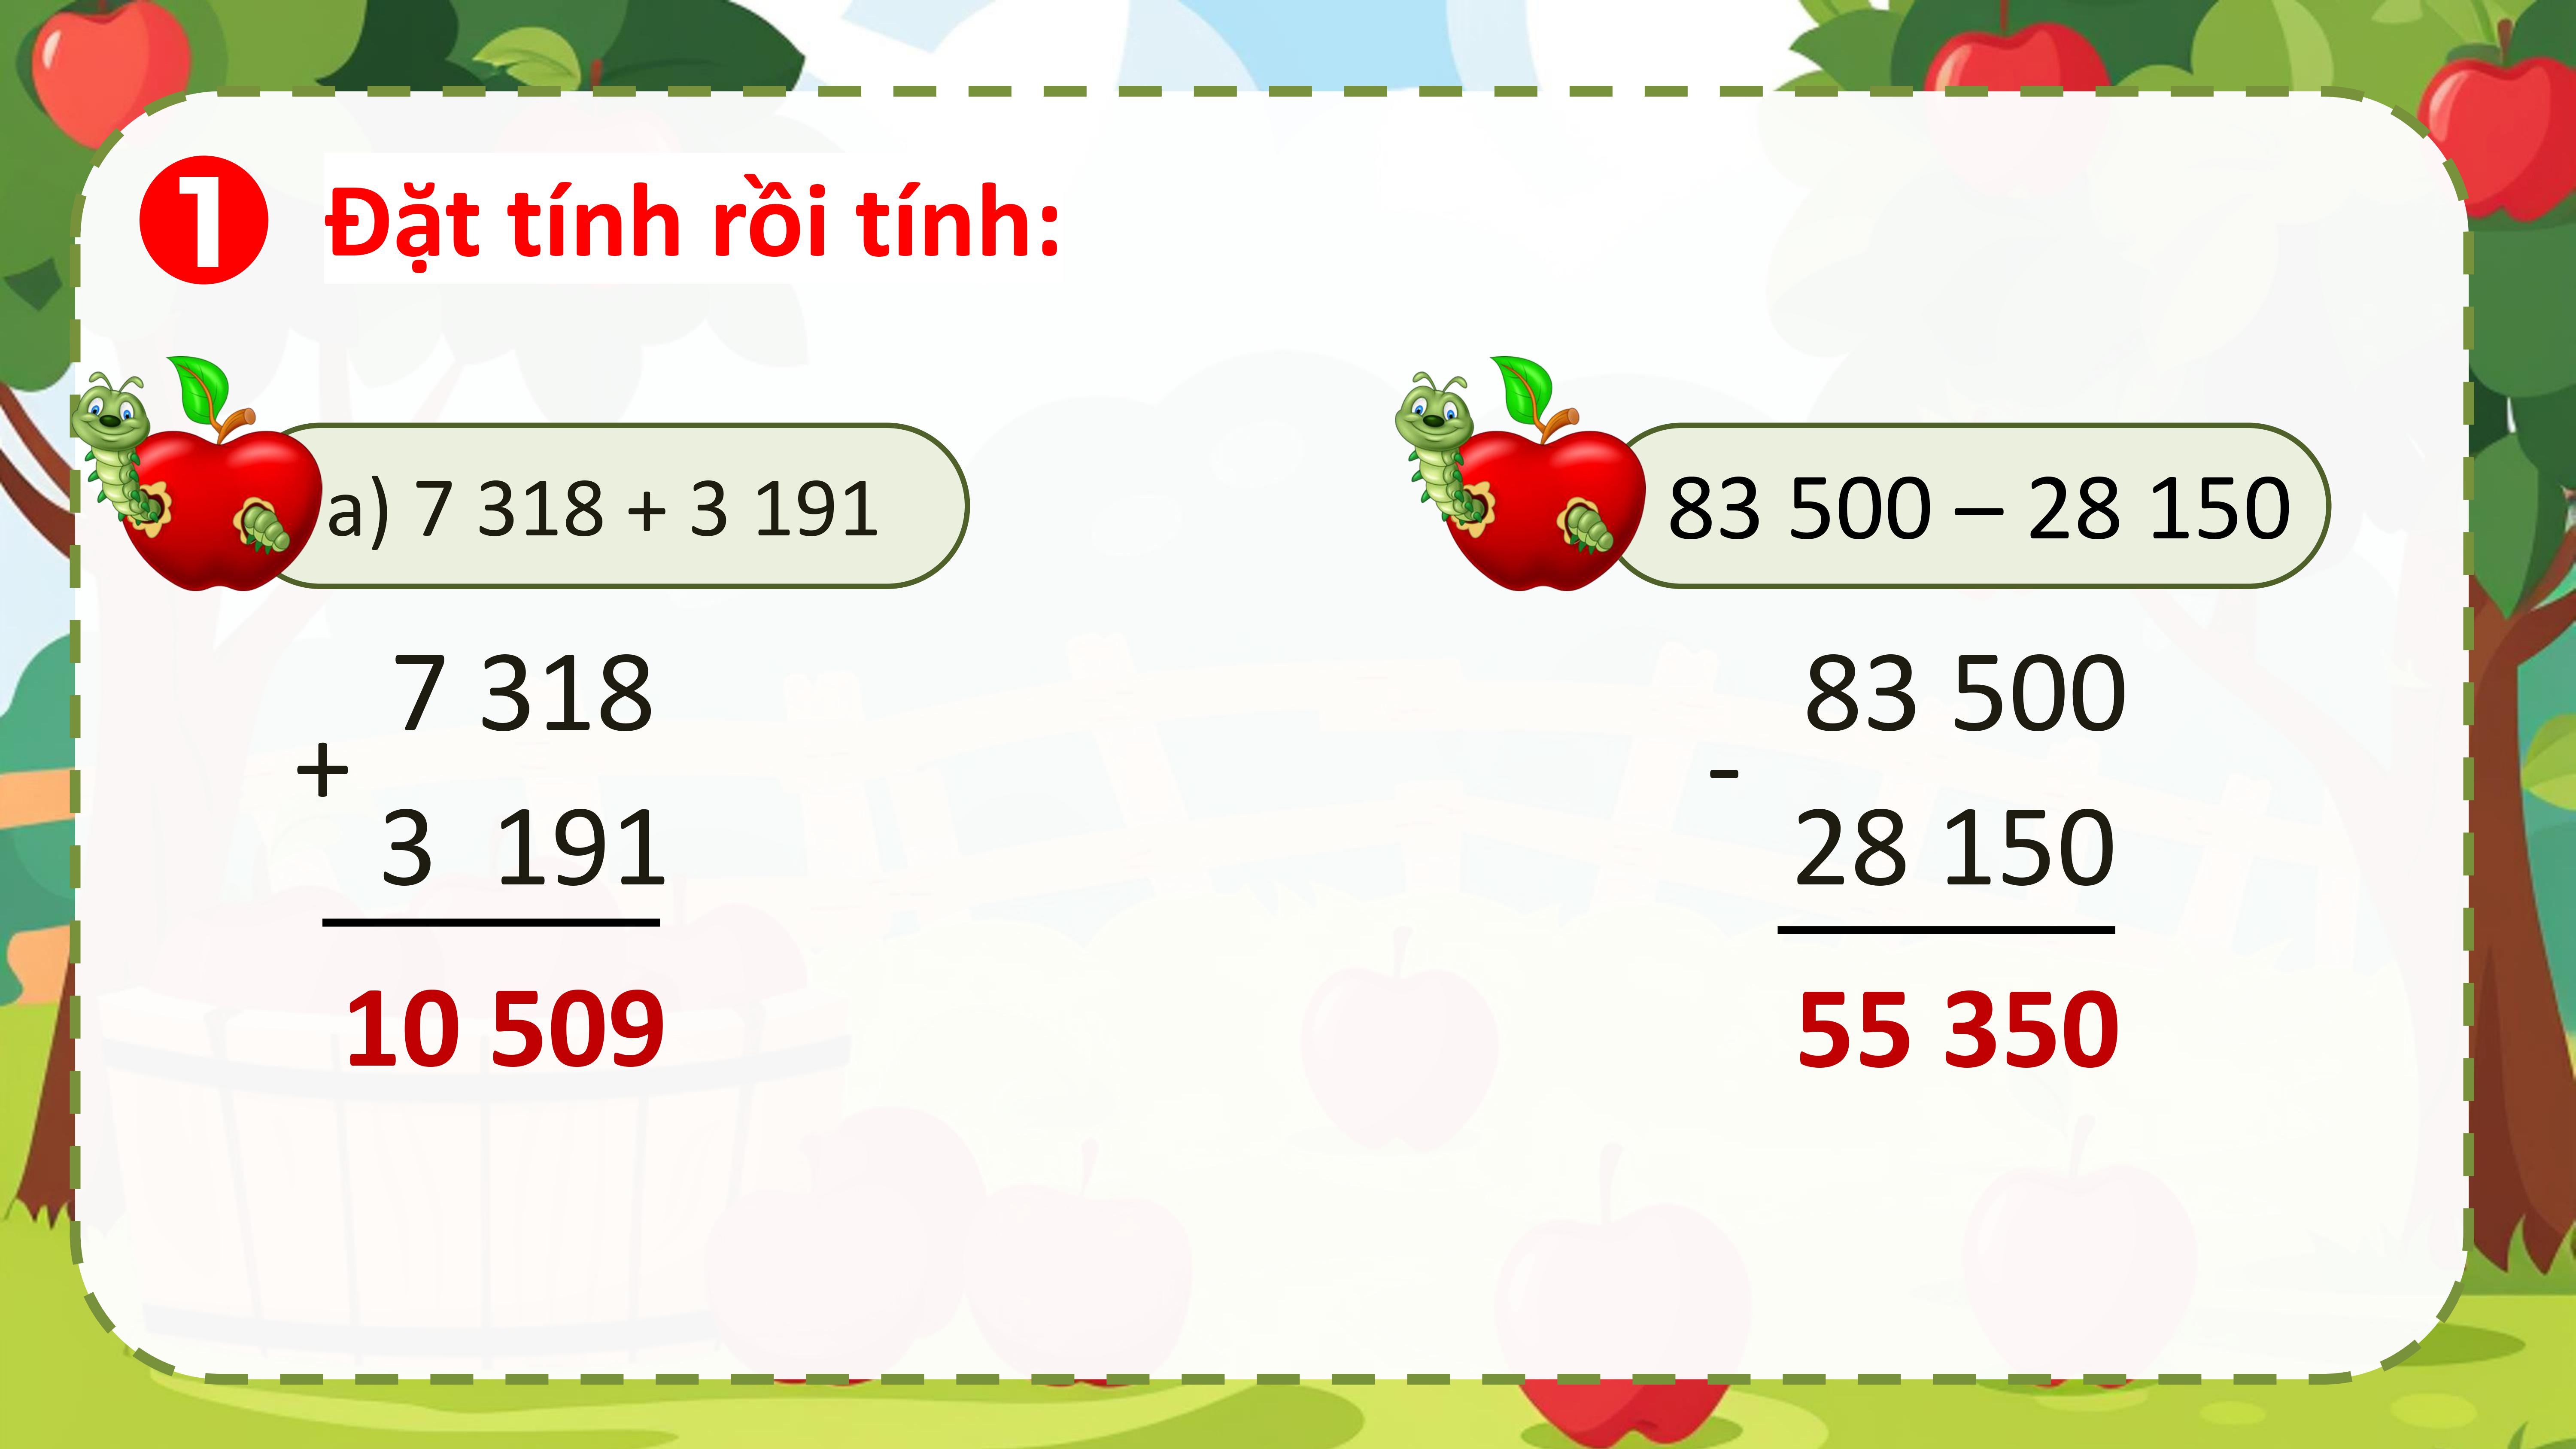 1 Đặt tính rồi tính:
a) 7 318 + 3 191
7 318
+
3 191
10 509
83 500 – 28 150
83 500
-
28 150
55 350